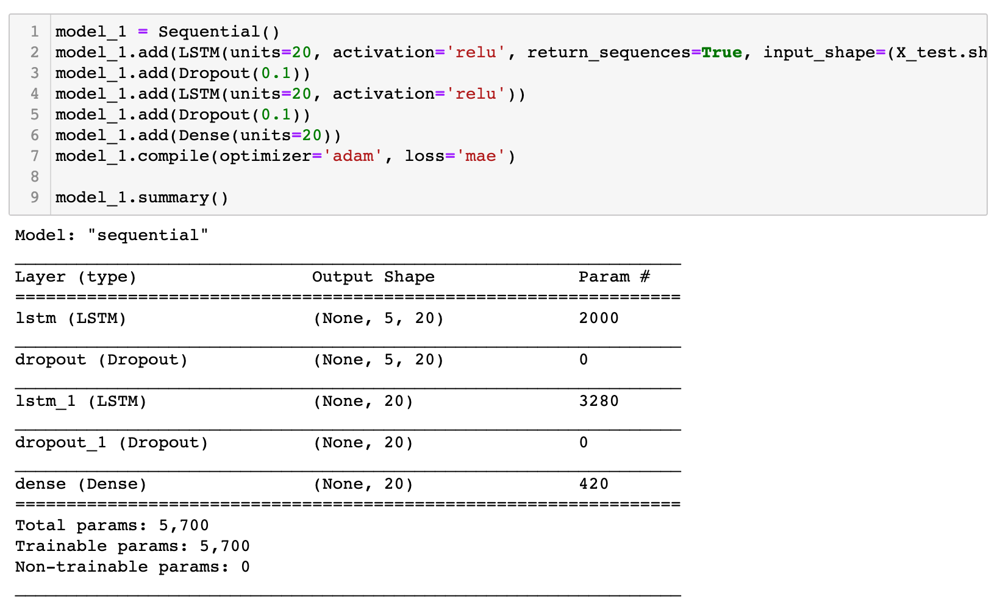 1 model_1 = Sequential()
2 model_1.add(LSTM(units=20, activation='relu', return_sequences=True, input_shape=(X_test.sh
3 model_1.add(Dropout(0.1))
4 model_1.add(LSTM(units=20, activation='relu'))
5 model_1.add(Dropout(0.1))
6 model_1.add(Dense(units=20))
7 model_1.compile(optimizer='adam', loss='mae')
8
9 model_1.summary()
Model: "sequential"
_________________________________________________________________
Layer (type)                 Output Shape              Param #
=================================================================
lstm (LSTM)                  (None, 5, 20)             2000
_________________________________________________________________
dropout (Dropout)            (None, 5, 20)             0
_________________________________________________________________
lstm_1 (LSTM)                (None, 20)                3280
_________________________________________________________________
dropout_1 (Dropout)          (None, 20)                0
_________________________________________________________________
dense (Dense)                (None, 20)                420
=================================================================
Total params: 5,700
Trainable params: 5,700
Non-trainable params: 0
_________________________________________________________________